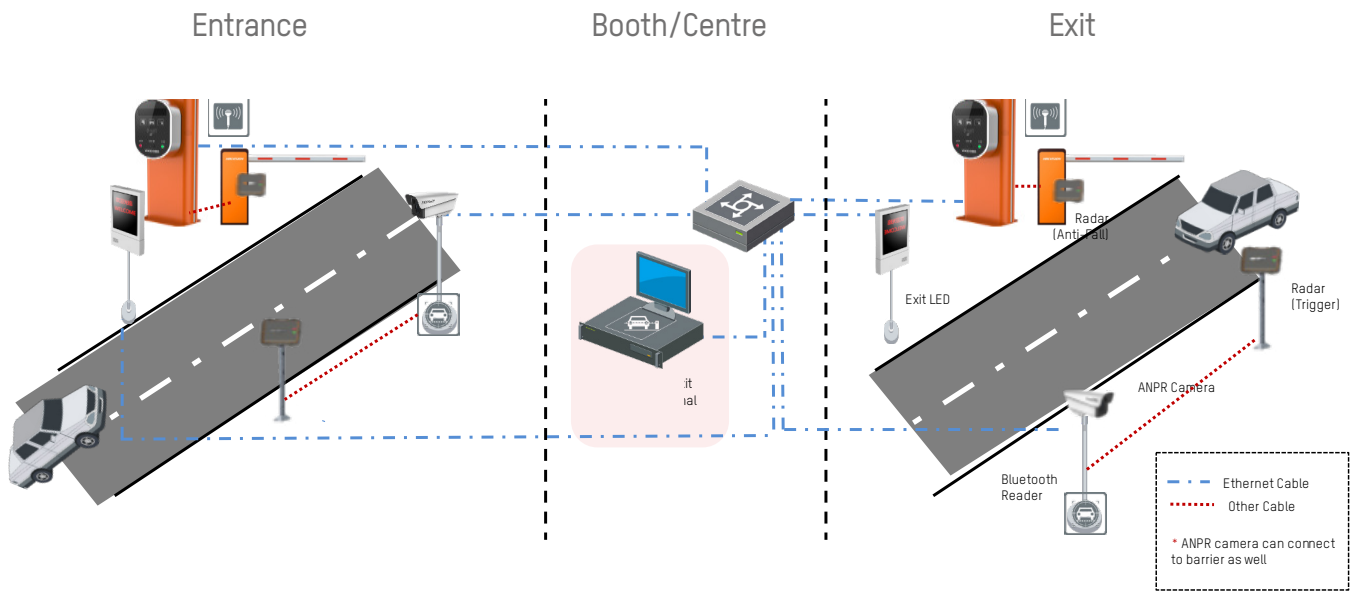 Entrance
Booth/Centre
Exit
Radar
(Anti-Fall)
Exit LED
Radar
(Trigger)
ANPR Camera
Bluetooth
Reader
Ethernet Cable
Other Cable
* ANPR camera can connect
to barrier as well